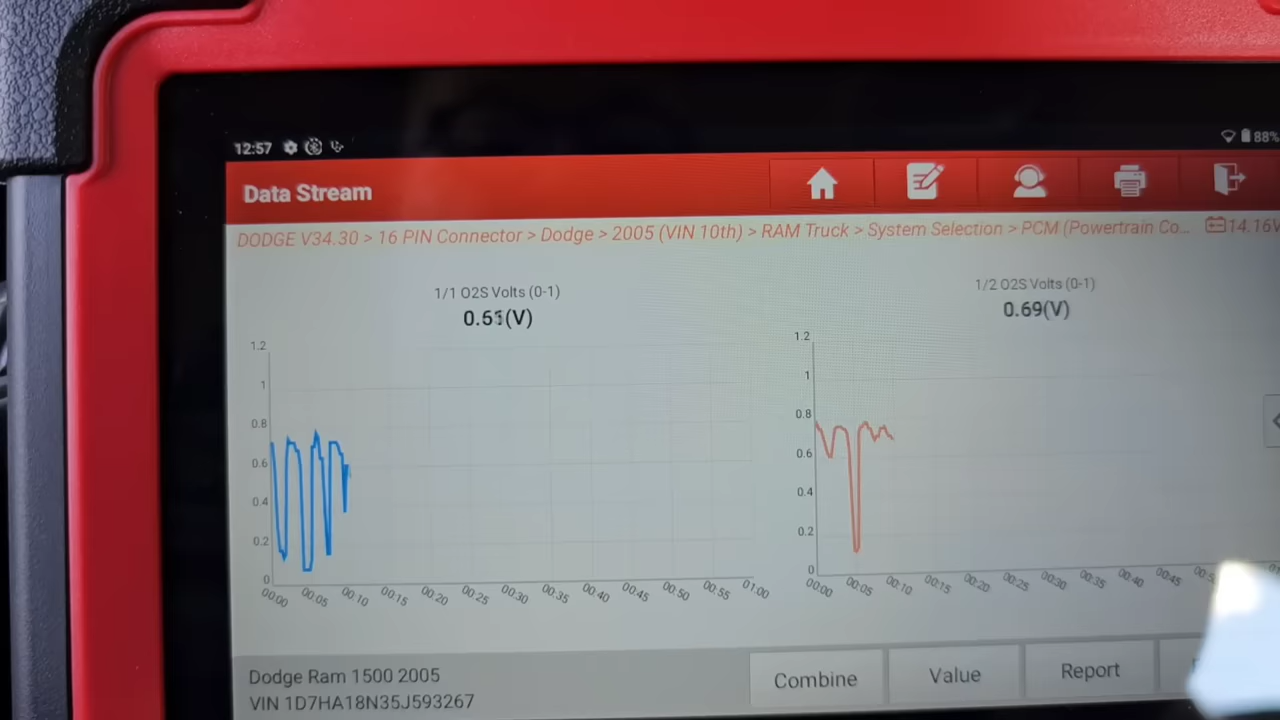 12:57
88%
Data Stream
DODGE V34.30 > 16 PIN Connector > Dodge > 2005 (VIN 10th) > RAM Truck > System Selection > PCM (Powertrain Co... 14.16V
1/1 O2S Volts (0-1)
(V)
1.2
1
0.8
0.6
0.4
0.2
0
00:00 00:05 00:10 00:15 00:20 00:25 00:30 00:35 00:40 00:45 00:50 00:55 01:00
1/2 O2S Volts (0-1)
0.69(V)
1.2
1
0.8
0.6
0.4
0.2
0
00:00 00:05 00:10 00:15 00:20 00:25 00:30 00:35 00:40 00:45
Dodge Ram 1500 2005
VIN 1D7HA18N35J593267
Combine
Value
Report